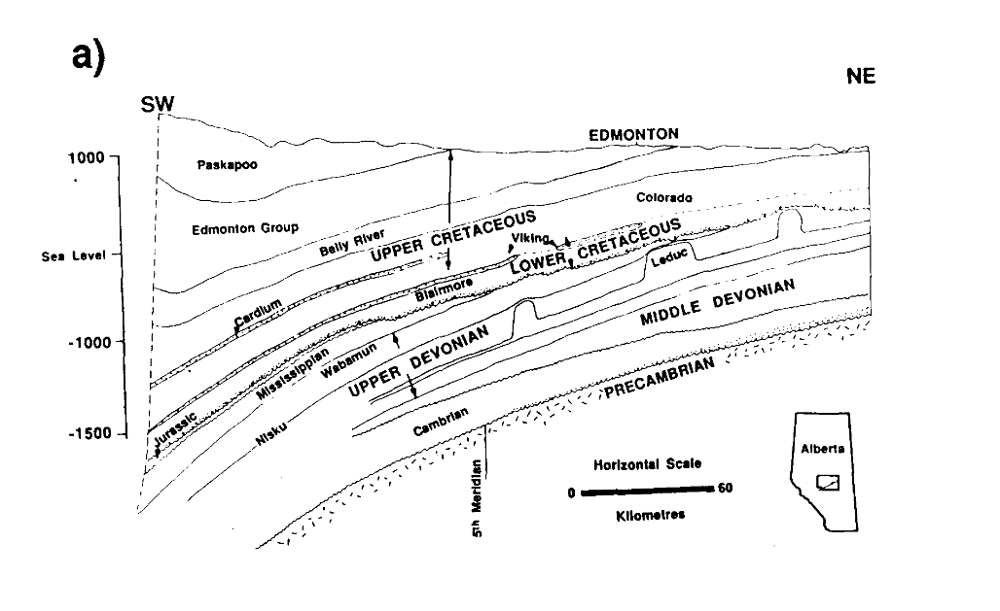 a)
NE
SW
EDMONTON
1000
Paskapoo
Colorado
Edmonton Group
Belly River
UPPER CRETACEOUS
Viking
Sea Level
LOWER CRETACEOUS
Leduc
Blairmore
Cardium
MIDDLE DEVONIAN
-1000
Wabamun
Mississippian
UPPER DEVONIAN
PRECAMBRIAN
Jurassic
-1500
Nisku
Cambrian
Alberta
Horizontal Scale
0 60
Kilometres
5th Meridian